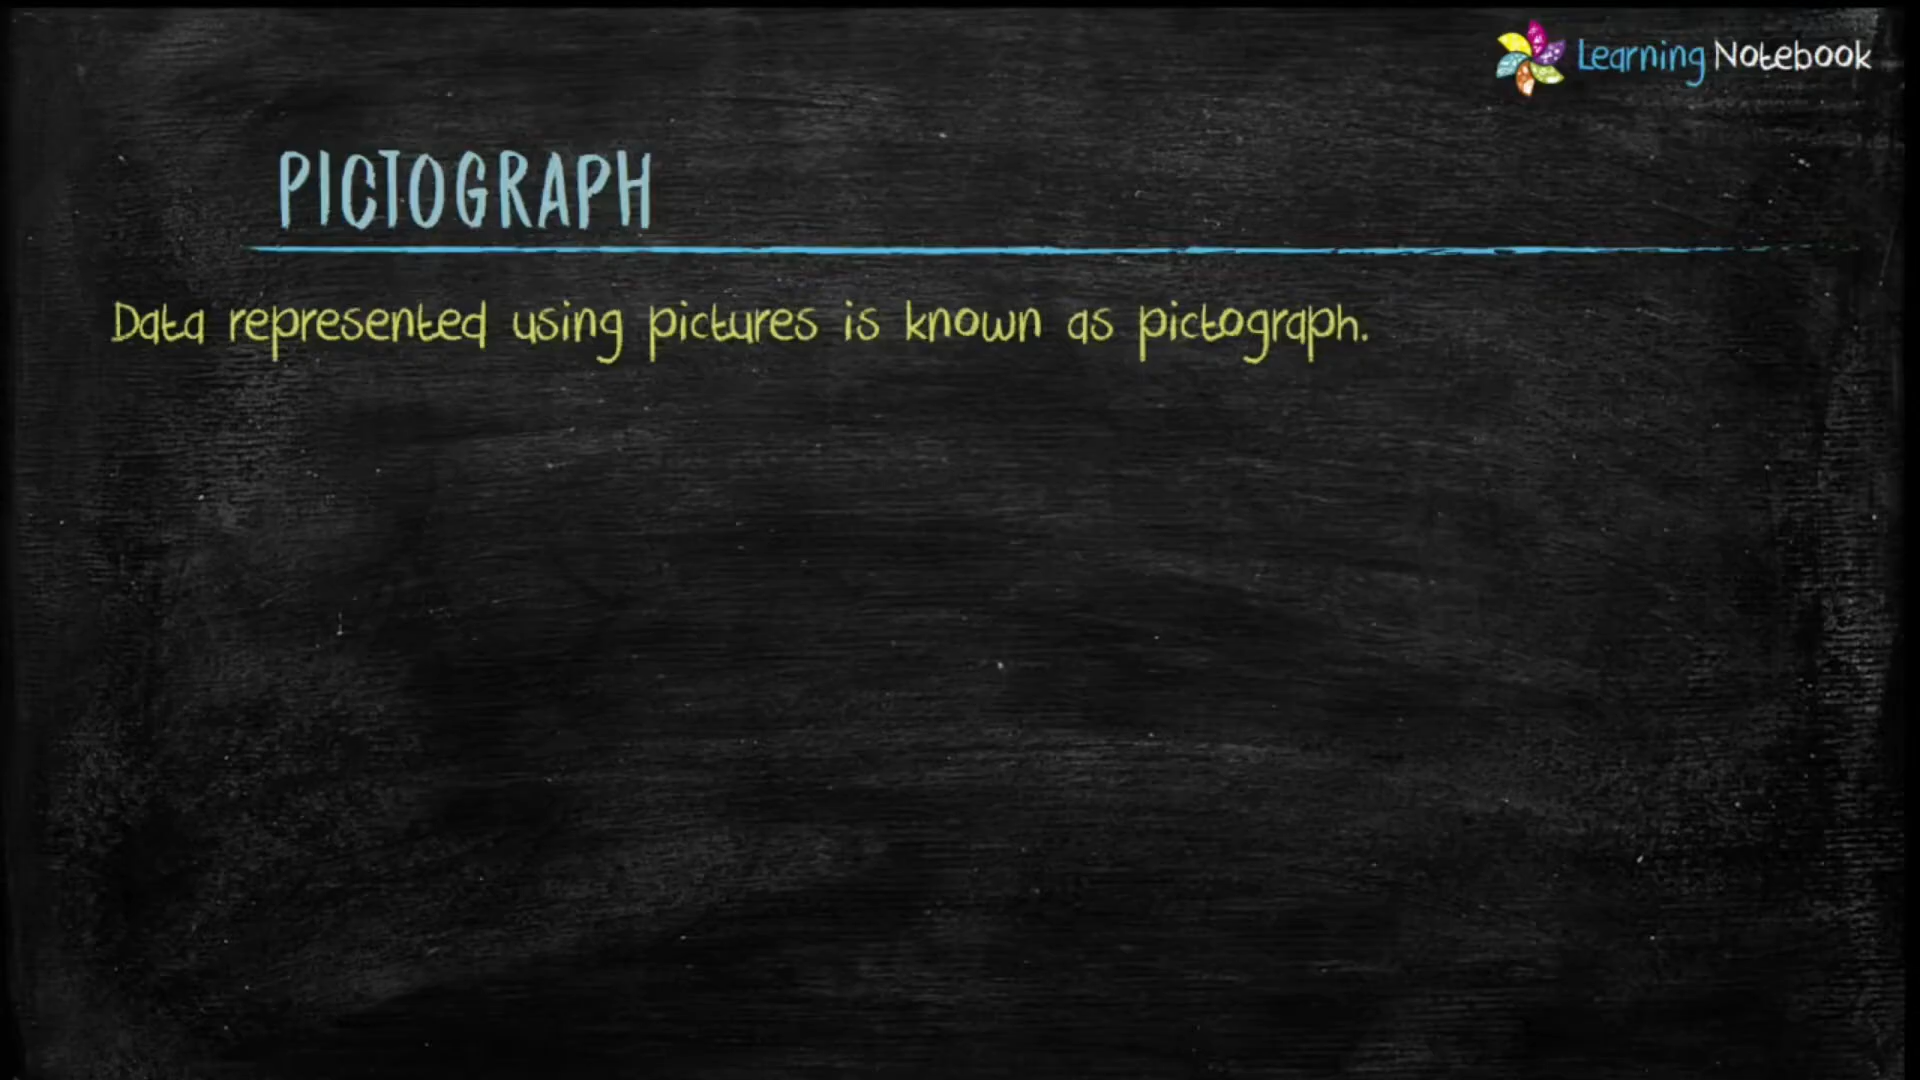 Learning Notebook
PICTOGRAPH
Data represented using pictures is known as pictograph.